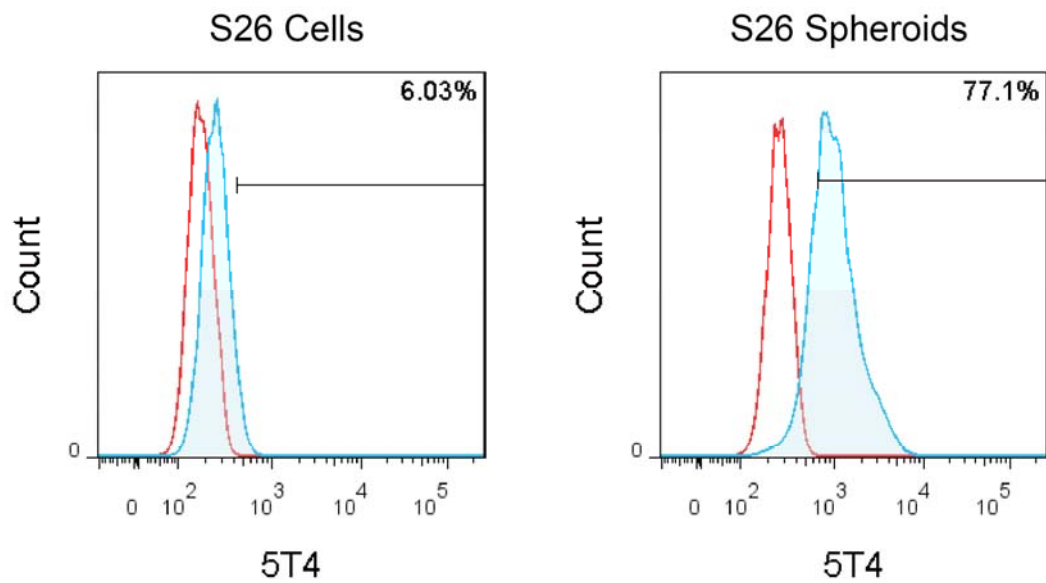 S26 Cells
6.03%
Count
0
0 10² 10³ 10⁴ 10⁵
5T4
S26 Spheroids
77.1%
Count
0
0 10² 10³ 10⁴ 10⁵
5T4